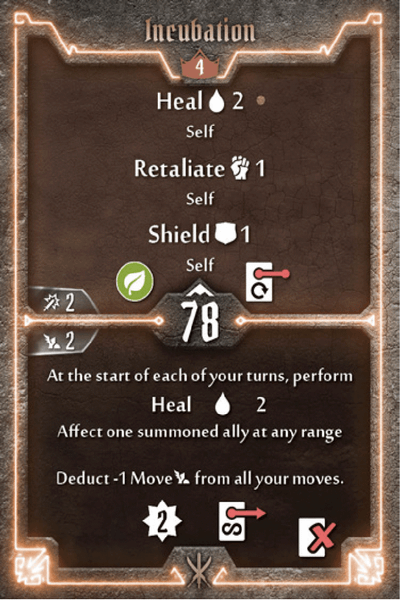 Incubation
4
Heal 2
Self
Retaliate 1
Self
Shield 1
Self
2
78
2
At the start of each of your turns, perform
Heal 2
Affect one summoned ally at any range
Deduct -1 Move from all your moves.
2